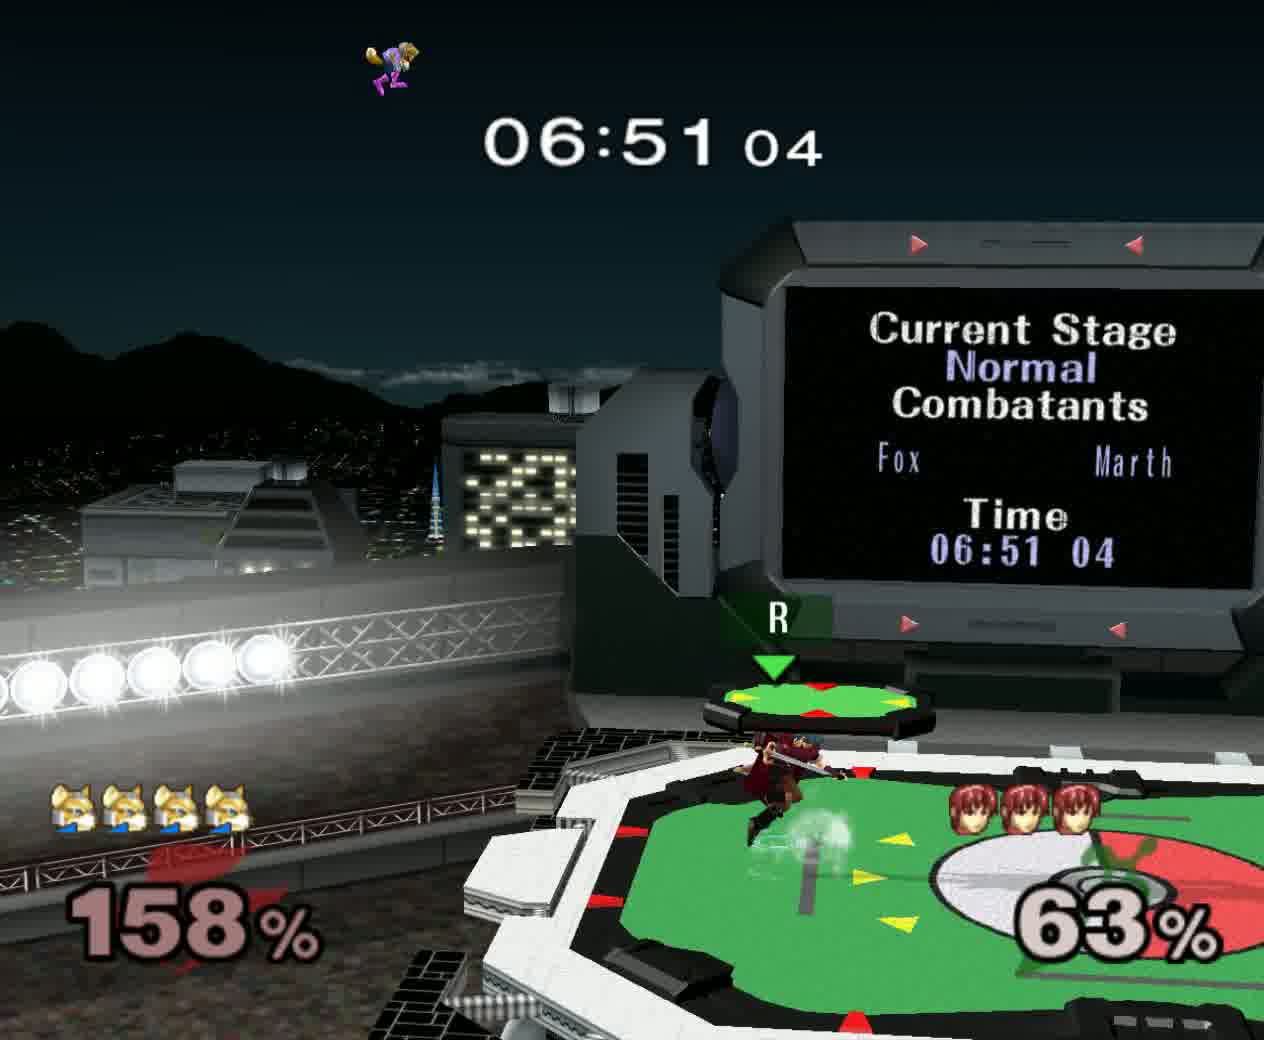 06:51 04
Current Stage
Normal
Combatants
Fox Marth
Time
06:51 04
R
158%
63%